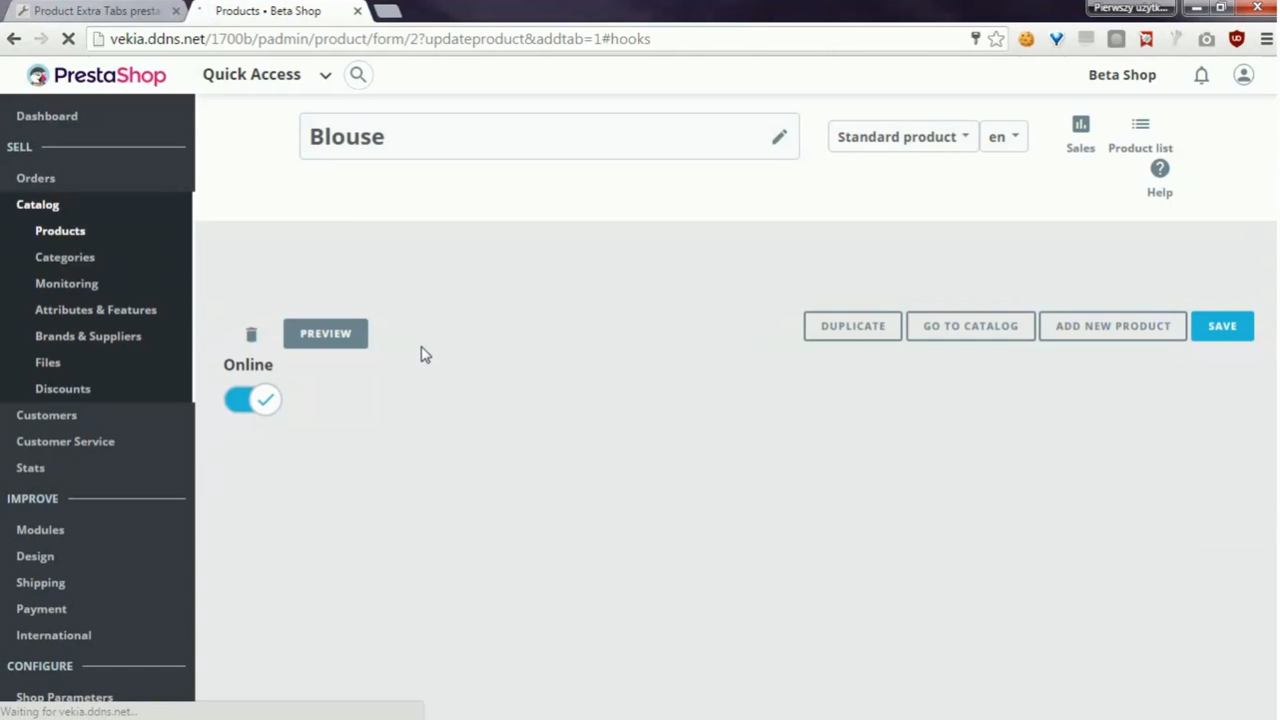 Product Extra Tabs presta
Products • Beta Shop
Pierwszy użytk...
vekia.ddns.net/1700b/padmin/product/form/2?updateproduct&addtab=1#hooks
PrestaShop
Quick Access
Beta Shop
Dashboard
SELL
Orders
Catalog
Products
Categories
Monitoring
Attributes & Features
Brands & Suppliers
Files
Discounts
Customers
Customer Service
Stats
IMPROVE
Modules
Design
Shipping
Payment
International
CONFIGURE
Shop Parameters
Blouse
Standard product
en
Sales
Product list
Help
PREVIEW
Online
DUPLICATE
GO TO CATALOG
ADD NEW PRODUCT
SAVE
Waiting for vekia.ddns.net...